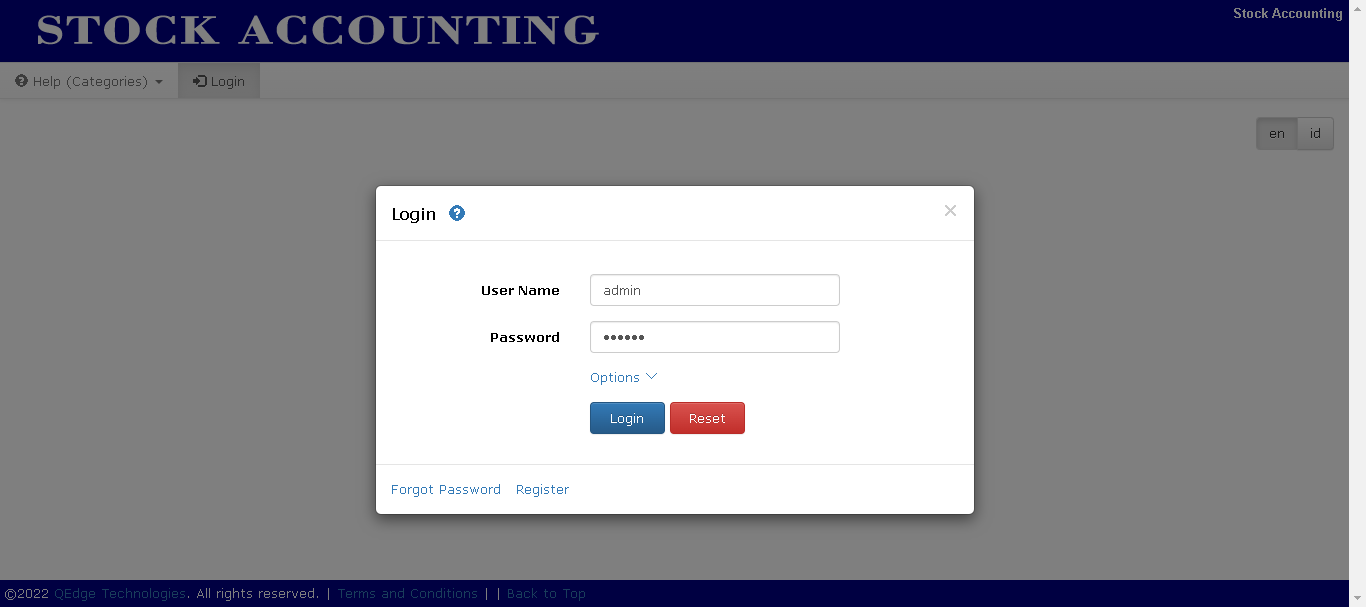 STOCK ACCOUNTING
Stock Accounting
Help (Categories) Login
en id
Login ? ×
User Name admin
Password ••••••
Options
Login Reset
Forgot Password Register
©2022 QEdge Technologies. All rights reserved. | Terms and Conditions | | Back to Top